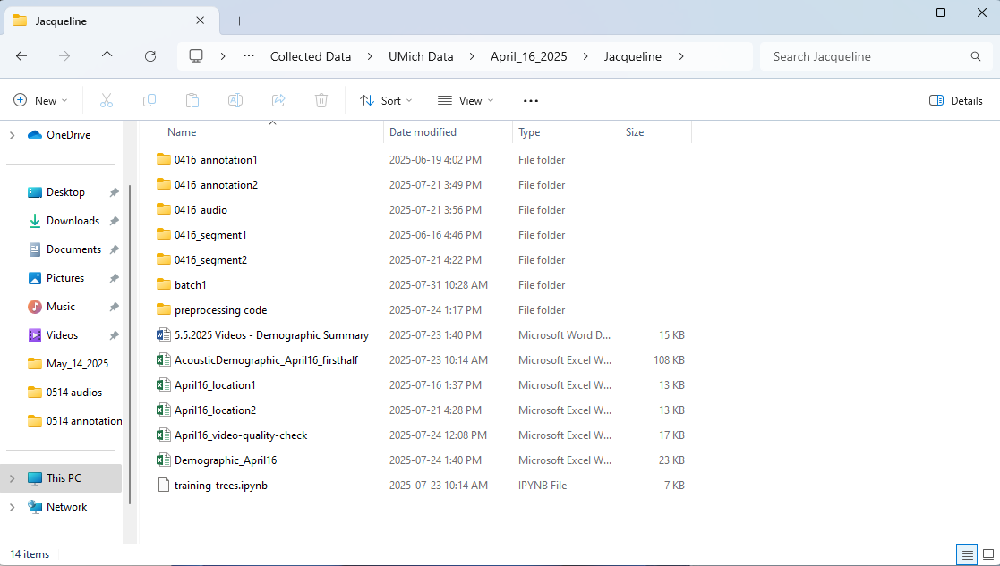 Jacqueline
Collected Data > UMich Data > April_16_2025 > Jacqueline >
Search Jacqueline
New
Sort
View
Details
OneDrive
Desktop
Downloads
Documents
Pictures
Music
Videos
May_14_2025
0514 audios
0514 annotation
This PC
Network
Name Date modified Type Size
0416_annotation1 2025-06-19 4:02 PM File folder
0416_annotation2 2025-07-21 3:49 PM File folder
0416_audio 2025-07-21 3:56 PM File folder
0416_segment1 2025-06-16 4:46 PM File folder
0416_segment2 2025-07-21 4:22 PM File folder
batch1 2025-07-31 10:28 AM File folder
preprocessing code 2025-07-24 1:17 PM File folder
5.5.2025 Videos - Demographic Summary 2025-07-23 1:40 PM Microsoft Word D... 15 KB
AcousticDemographic_April16_firsthalf 2025-07-23 10:14 AM Microsoft Excel W... 108 KB
April16_location1 2025-07-16 1:37 PM Microsoft Excel W... 13 KB
April16_location2 2025-07-21 4:28 PM Microsoft Excel W... 13 KB
April16_video-quality-check 2025-07-24 12:08 PM Microsoft Excel W... 17 KB
Demographic_April16 2025-07-24 1:40 PM Microsoft Excel W... 23 KB
training-trees.ipynb 2025-07-23 10:14 AM IPYNB File 7 KB
14 items